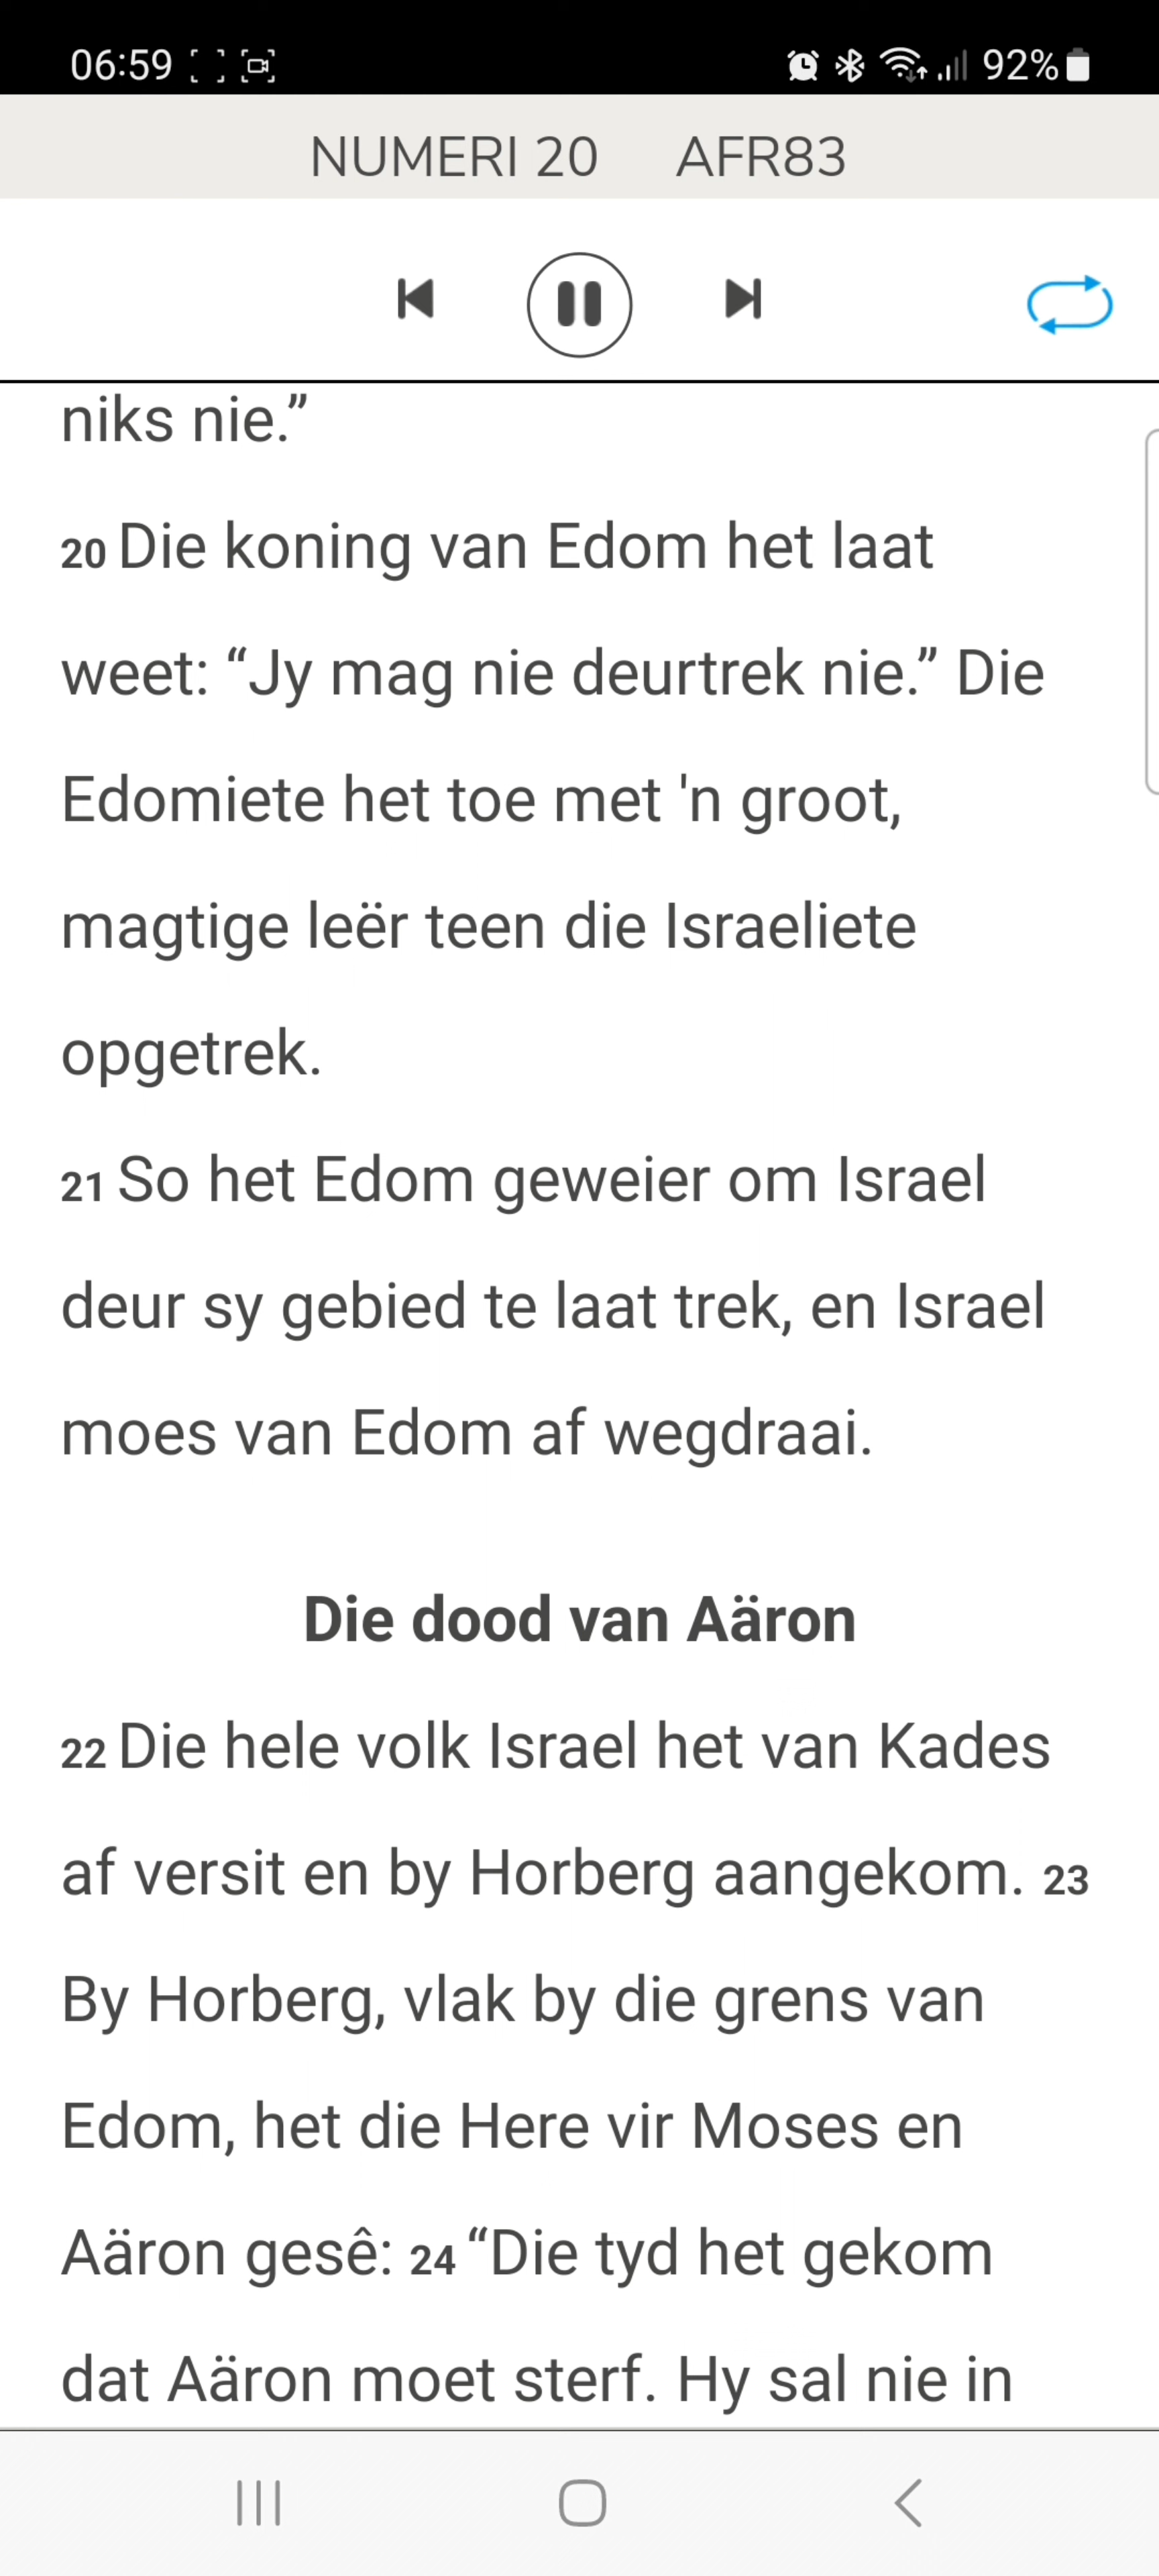 06:59 92%
NUMERI 20 AFR83
niks nie.”
20 Die koning van Edom het laat
weet: “Jy mag nie deurtrek nie.” Die
Edomiete het toe met 'n groot,
magtige leër teen die Israeliete
opgetrek.
21 So het Edom geweier om Israel
deur sy gebied te laat trek, en Israel
moes van Edom af wegdraai.
Die dood van Aäron
22 Die hele volk Israel het van Kades
af versit en by Horberg aangekom. 23
By Horberg, vlak by die grens van
Edom, het die Here vir Moses en
Aäron gesê: 24 “Die tyd het gekom
dat Aäron moet sterf. Hy sal nie in